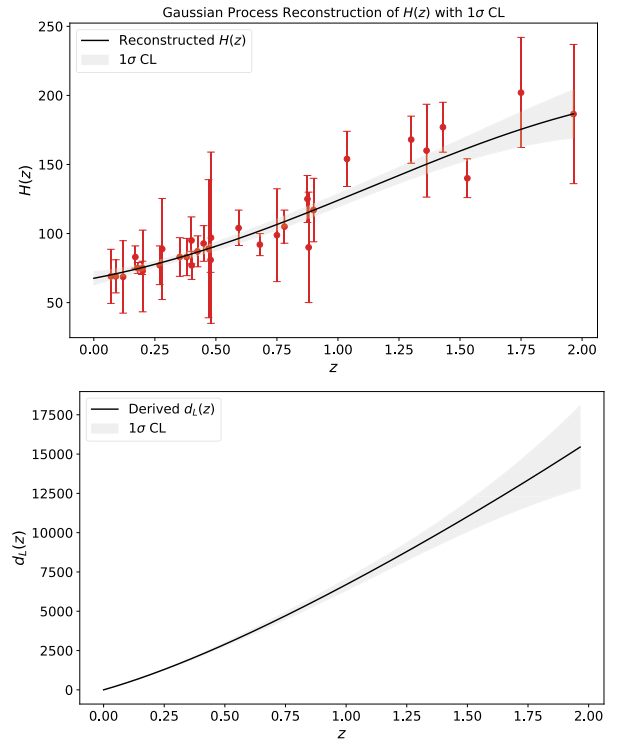 Gaussian Process Reconstruction of H(z) with 1σ CL
250
200
150
100
50
H(z)
Reconstructed H(z)
1σ CL
0.00 0.25 0.50 0.75 1.00 1.25 1.50 1.75 2.00
z
17500
15000
12500
10000
7500
5000
2500
0
d_L(z)
Derived d_L(z)
1σ CL
0.00 0.25 0.50 0.75 1.00 1.25 1.50 1.75 2.00
z